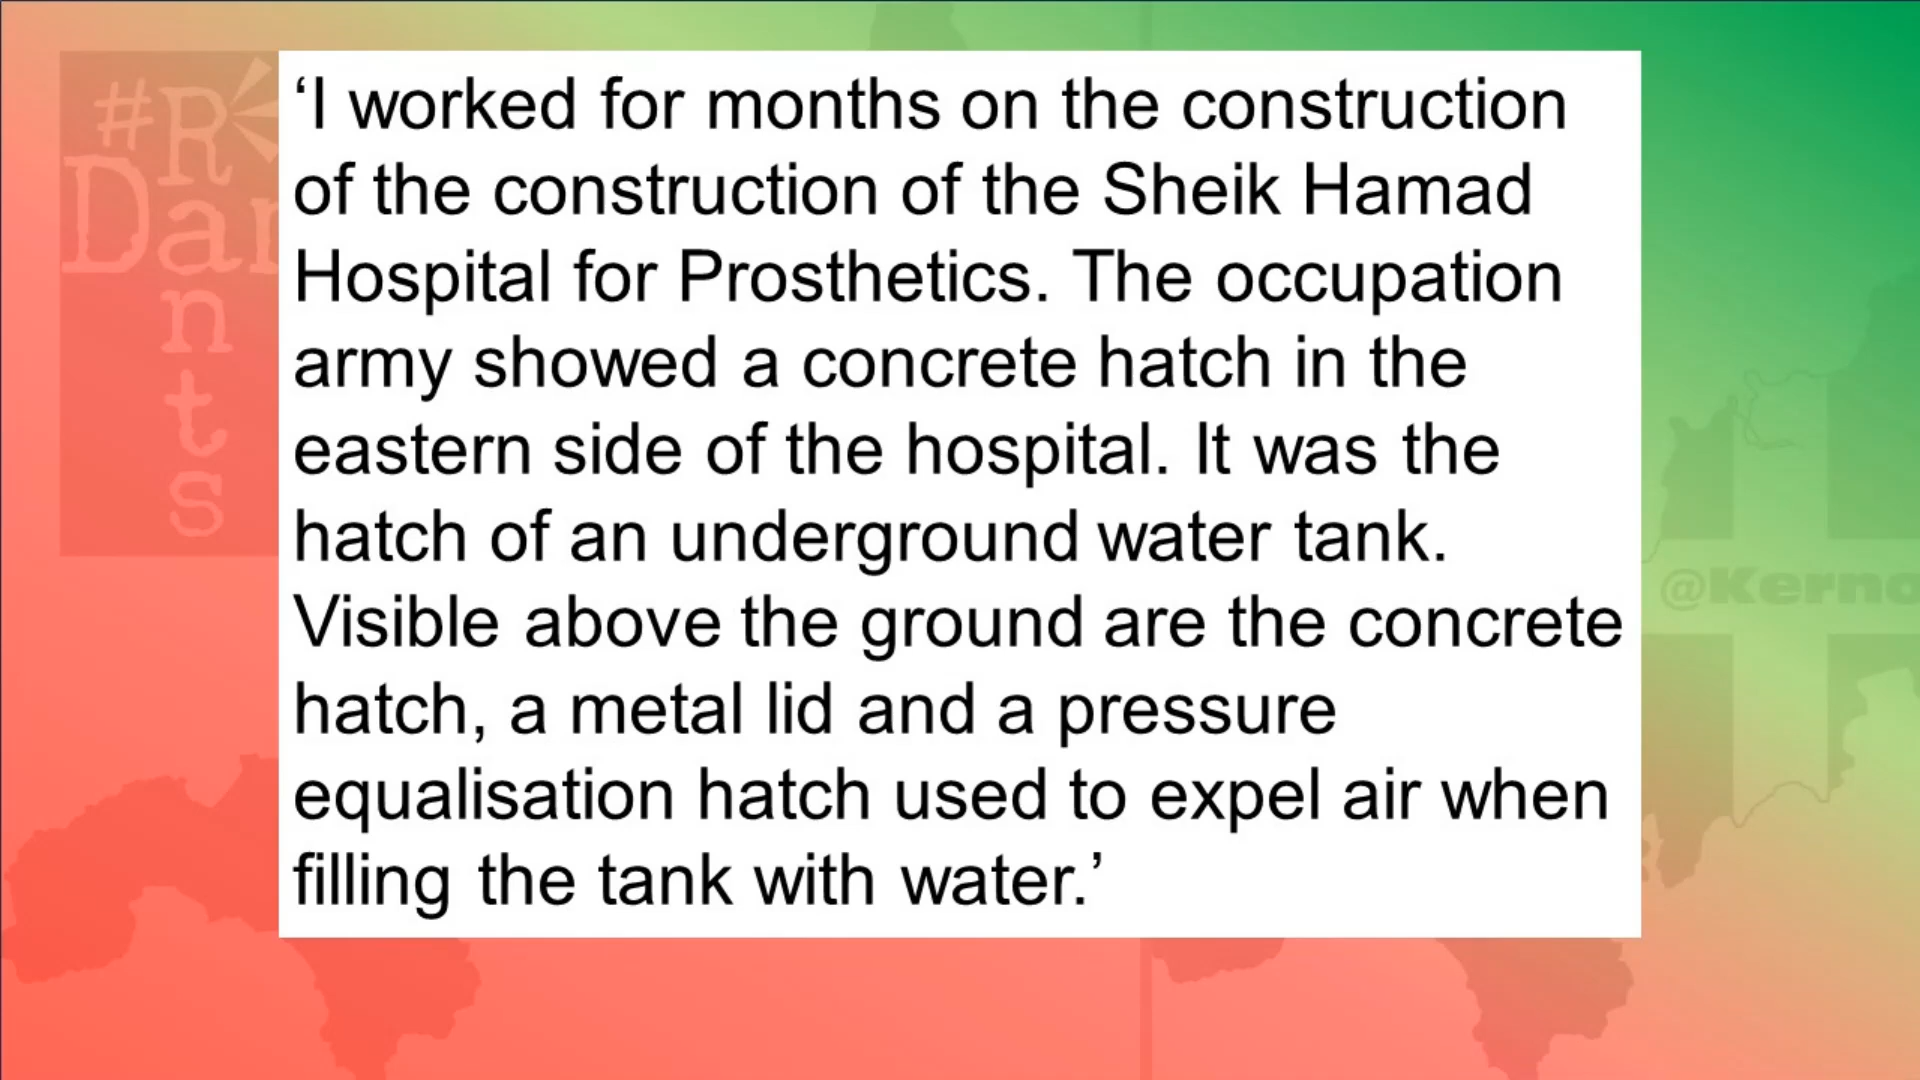 #R
Dan
n
t
s
‘I worked for months on the construction
of the construction of the Sheik Hamad
Hospital for Prosthetics. The occupation
army showed a concrete hatch in the
eastern side of the hospital. It was the
hatch of an underground water tank.
Visible above the ground are the concrete
hatch, a metal lid and a pressure
equalisation hatch used to expel air when
filling the tank with water.’
@Kerno